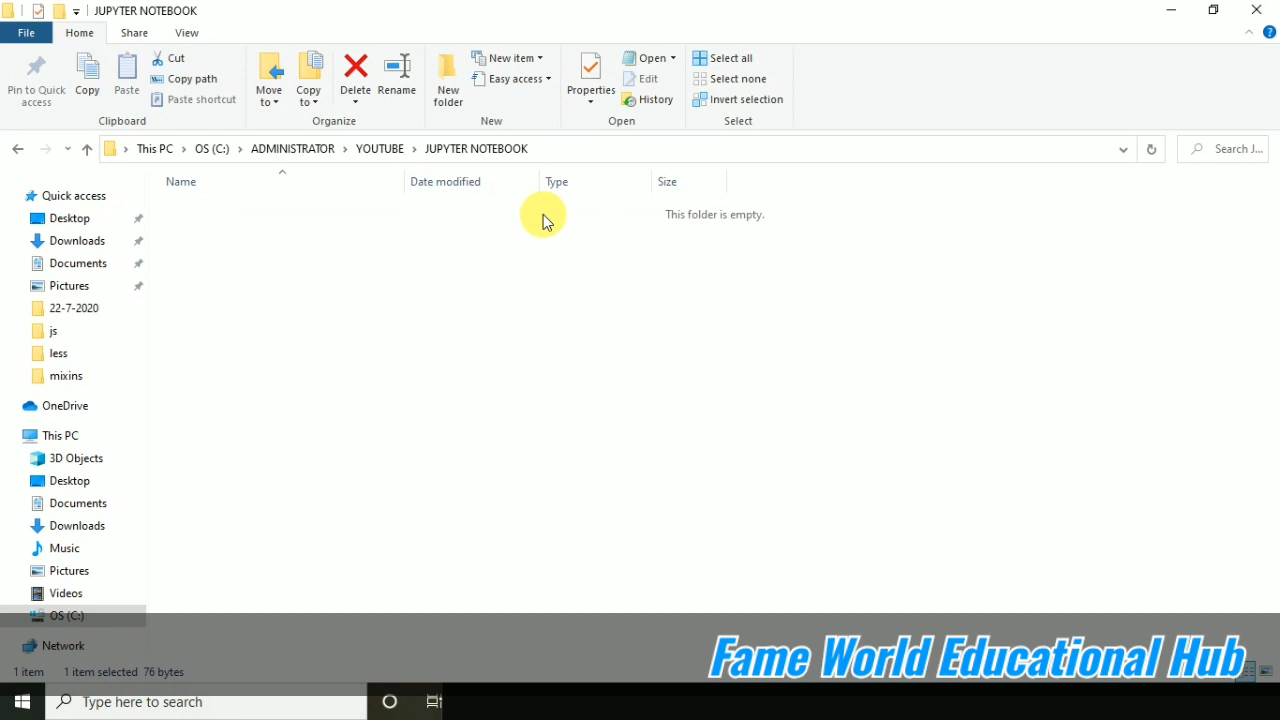 JUPYTER NOTEBOOK
File Home Share View
Pin to Quick access
Copy
Paste
Cut
Copy path
Paste shortcut
Clipboard
Move to
Copy to
Delete
Rename
Organize
New folder
New item
Easy access
New
Properties
Open
Edit
History
Open
Select all
Select none
Invert selection
Select
This PC > OS (C:) > ADMINISTRATOR > YOUTUBE > JUPYTER NOTEBOOK
Search J...
Name Date modified Type Size
This folder is empty.
Quick access
Desktop
Downloads
Documents
Pictures
22-7-2020
js
less
mixins
OneDrive
This PC
3D Objects
Desktop
Documents
Downloads
Music
Pictures
Videos
OS (C:)
Network
1 item 1 item selected 76 bytes
Fame World Educational Hub
Type here to search